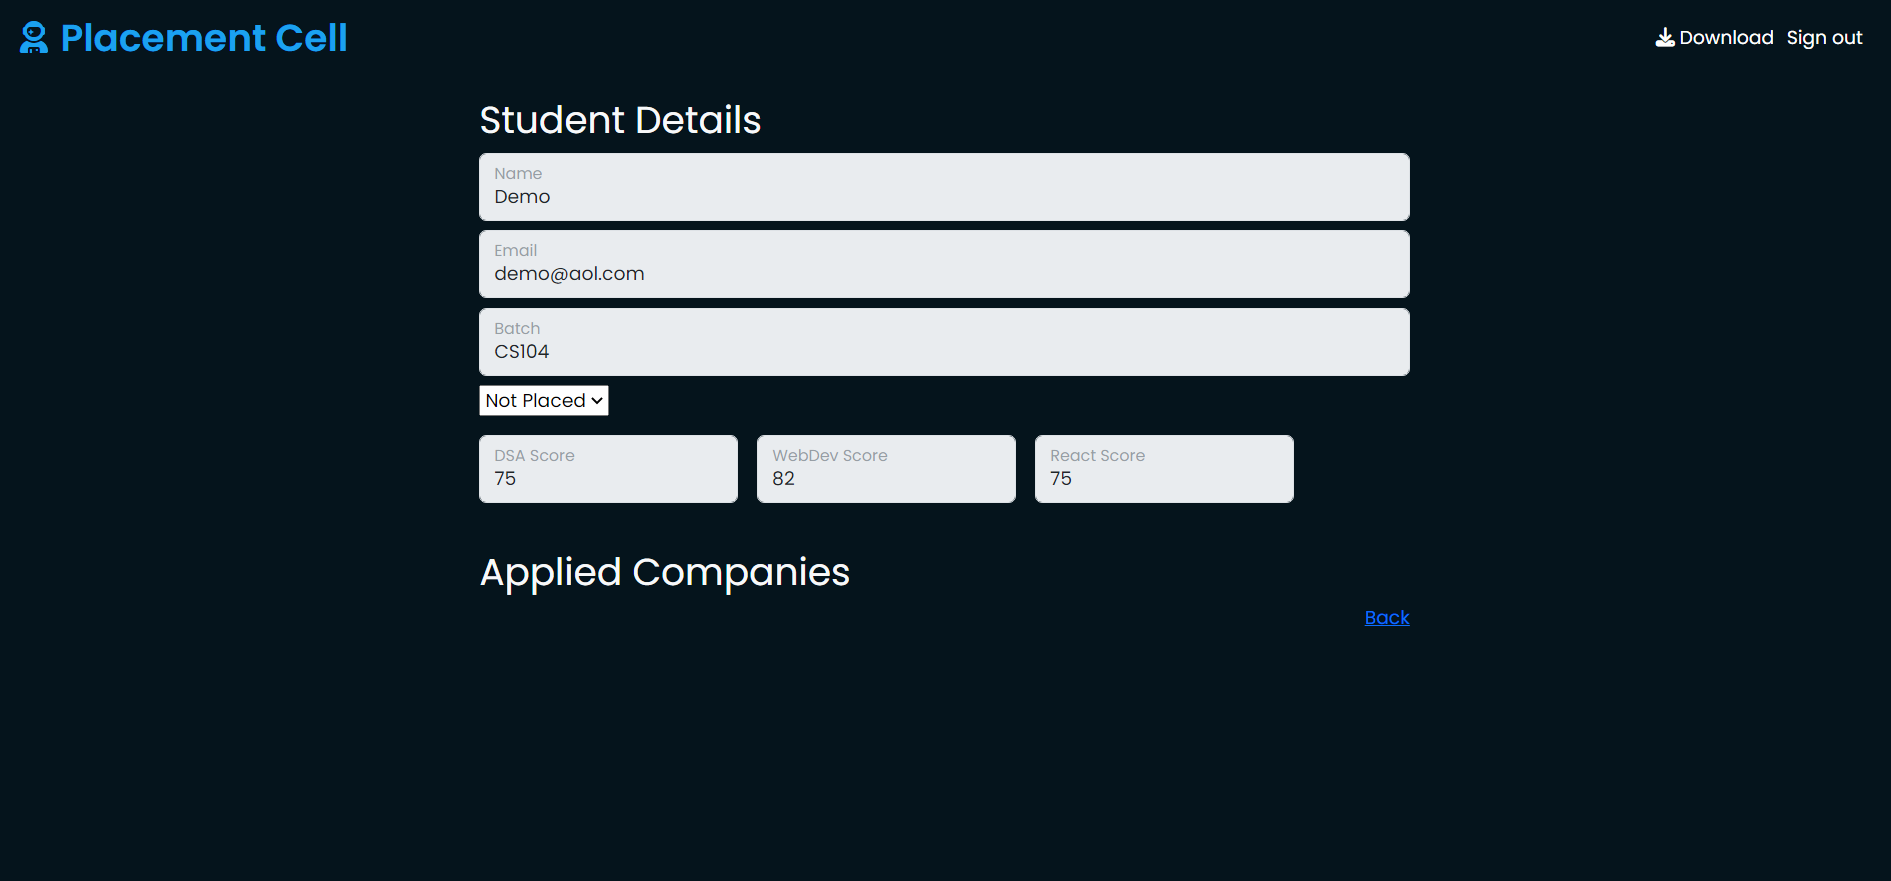 Placement Cell
Download Sign out
Student Details
Name
Demo
Email
demo@aol.com
Batch
CS104
Not Placed
DSA Score WebDev Score React Score
75 82 75
Applied Companies
Back